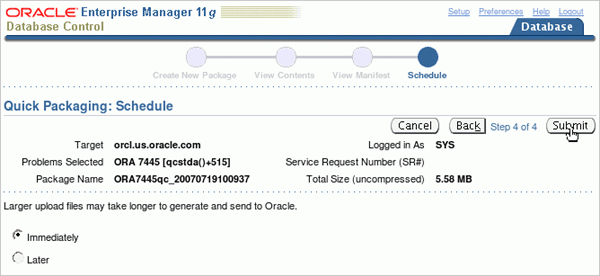 ORACLE Enterprise Manager 11g
Database Control
Setup Preferences Help Logout
Database
Create New Package View Contents View Manifest Schedule
Quick Packaging: Schedule
Cancel Back Step 4 of 4 Submit
Target orcl.us.oracle.com Logged in As SYS
Problems Selected ORA 7445 [qcstda()+515] Service Request Number (SR#)
Package Name ORA7445qc_20070719100937 Total Size (uncompressed) 5.58 MB
Larger upload files may take longer to generate and send to Oracle.
Immediately
Later